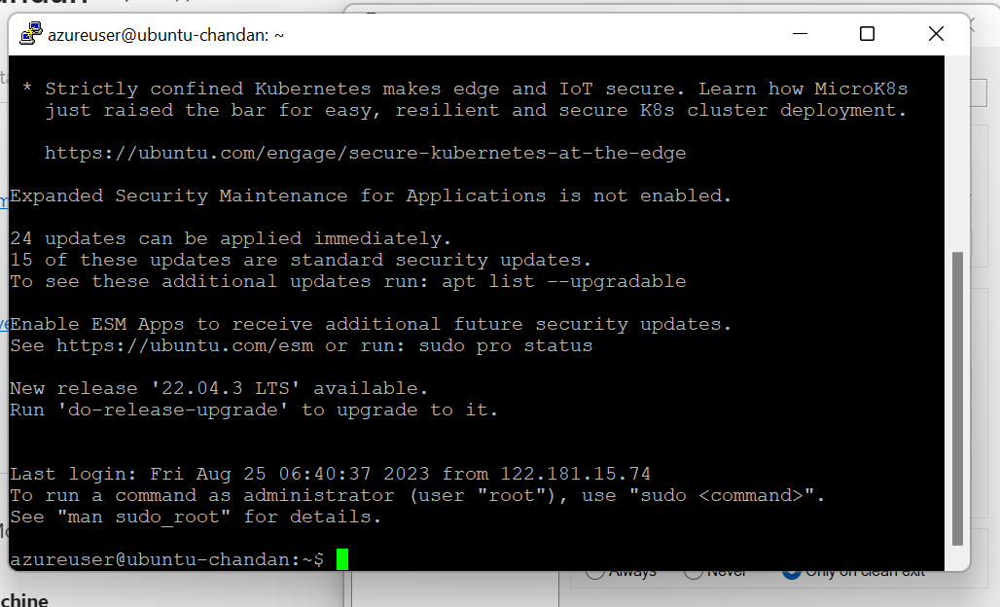 azureuser@ubuntu-chandan: ~
* Strictly confined Kubernetes makes edge and IoT secure. Learn how MicroK8s
just raised the bar for easy, resilient and secure K8s cluster deployment.
https://ubuntu.com/engage/secure-kubernetes-at-the-edge
Expanded Security Maintenance for Applications is not enabled.
24 updates can be applied immediately.
15 of these updates are standard security updates.
To see these additional updates run: apt list --upgradable
Enable ESM Apps to receive additional future security updates.
See https://ubuntu.com/esm or run: sudo pro status
New release '22.04.3 LTS' available.
Run 'do-release-upgrade' to upgrade to it.
Last login: Fri Aug 25 06:40:37 2023 from 122.181.15.74
To run a command as administrator (user "root"), use "sudo <command>".
See "man sudo_root" for details.
azureuser@ubuntu-chandan:~$
Always Never Only on clean exit
chine